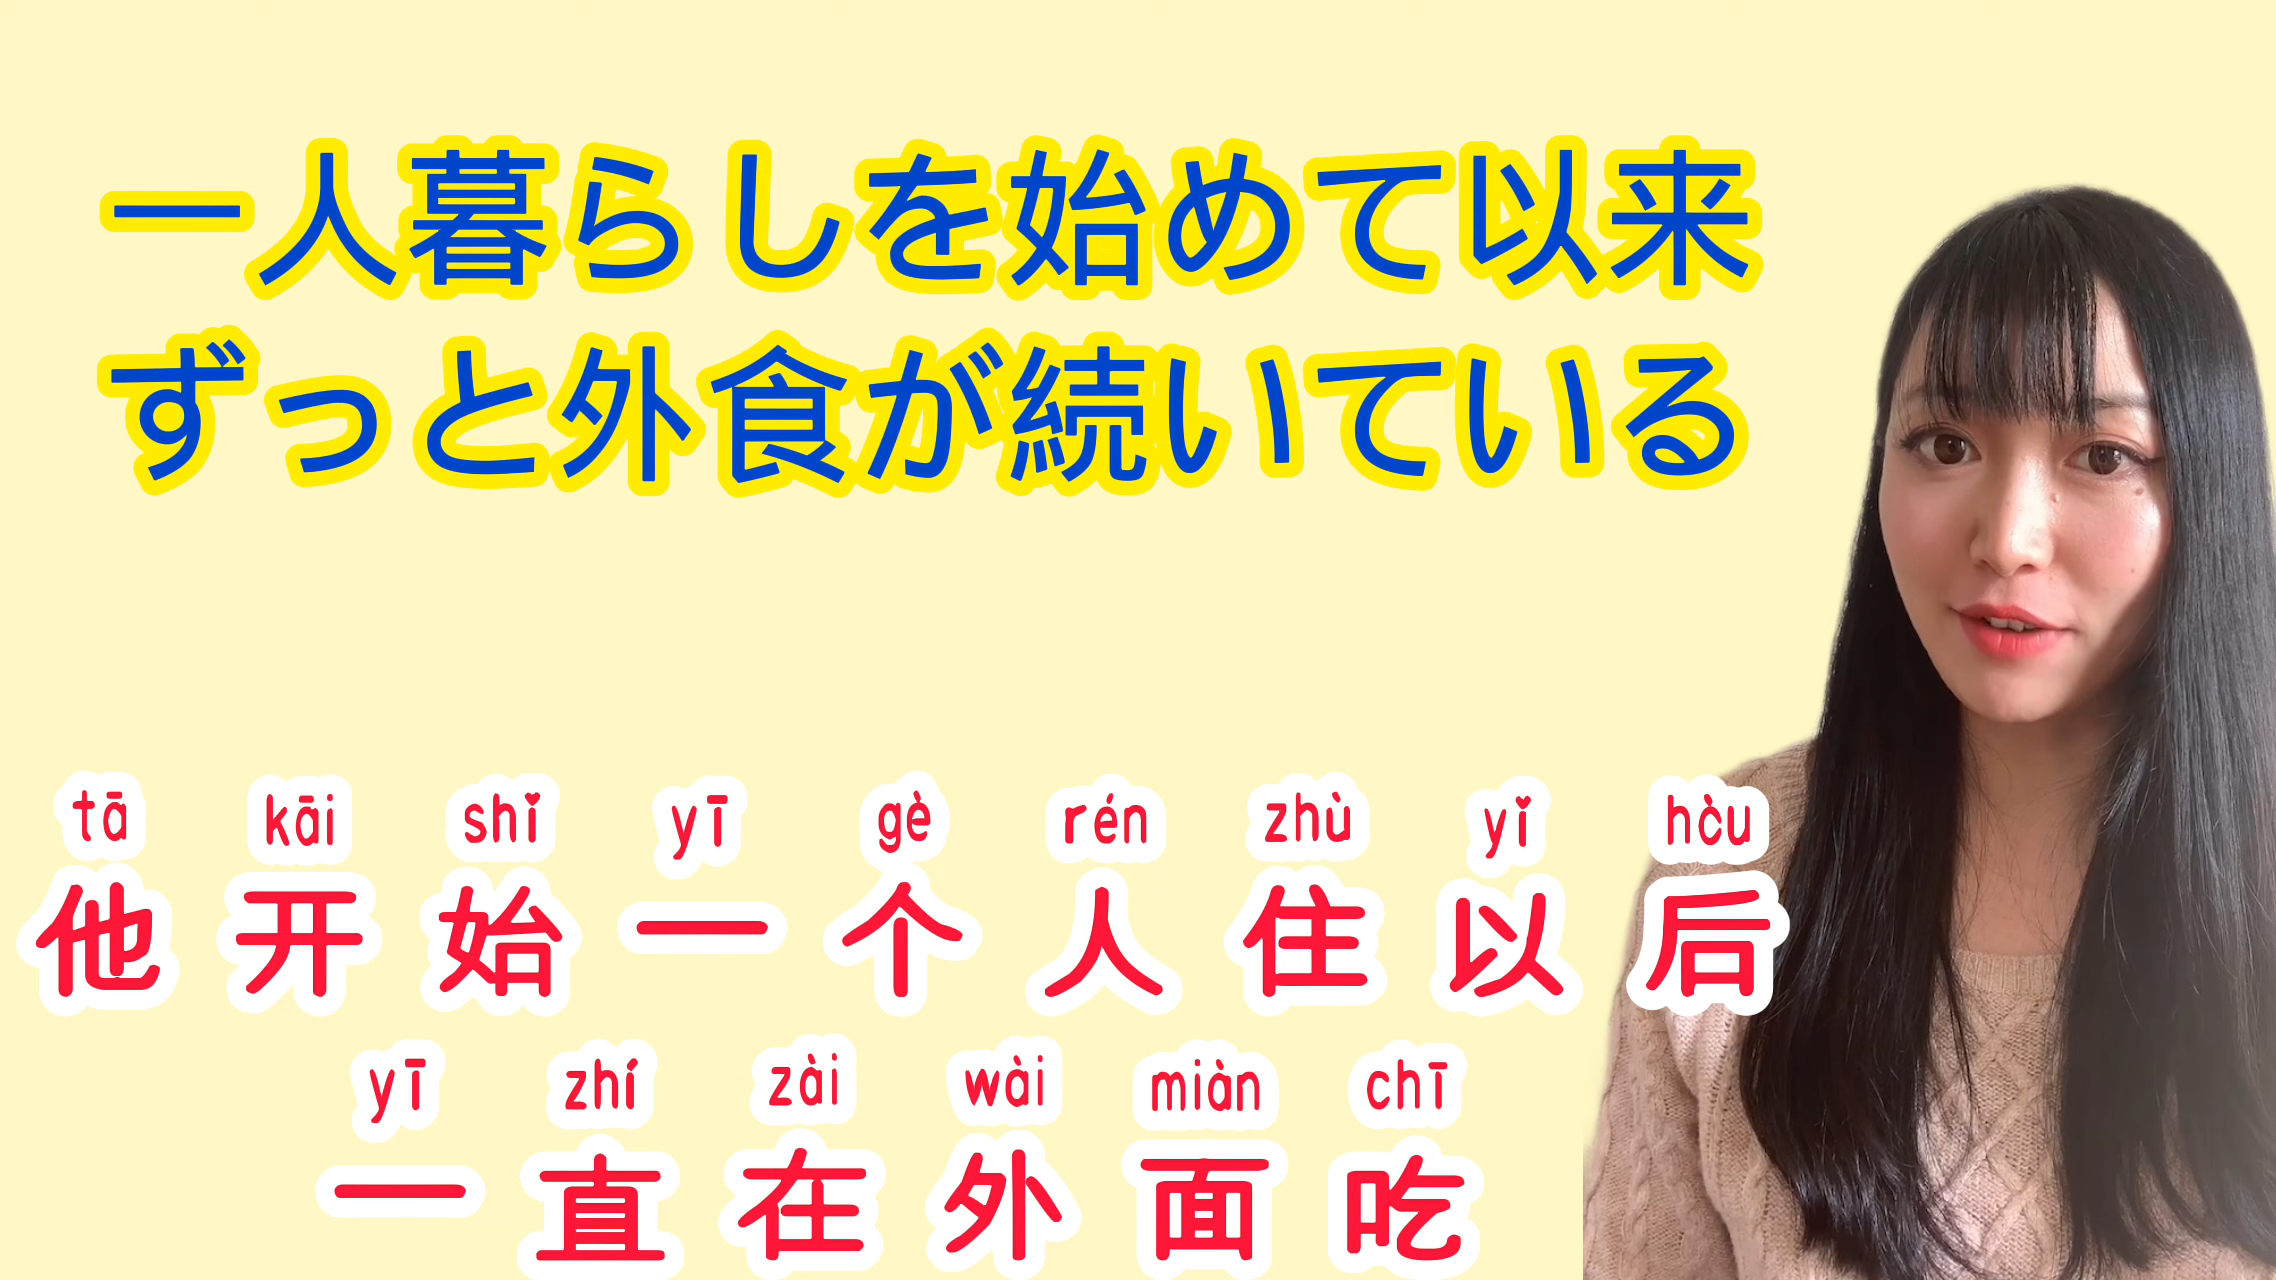 一人暮らしを始めて以来
ずっと外食が続いている
tā kāi shǐ yī gè rén zhù yǐ hòu
他开始一个人住以后
yī zhí zài wài miàn chī
一直在外面吃